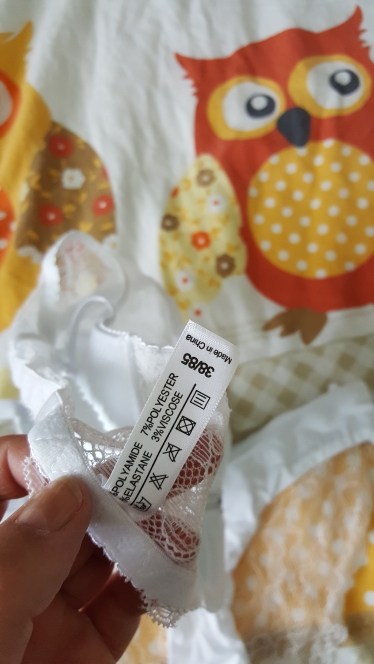 Made in China
38/85
POLYAMIDE 7%POLYESTER
ELASTANE 3%VISCOSE